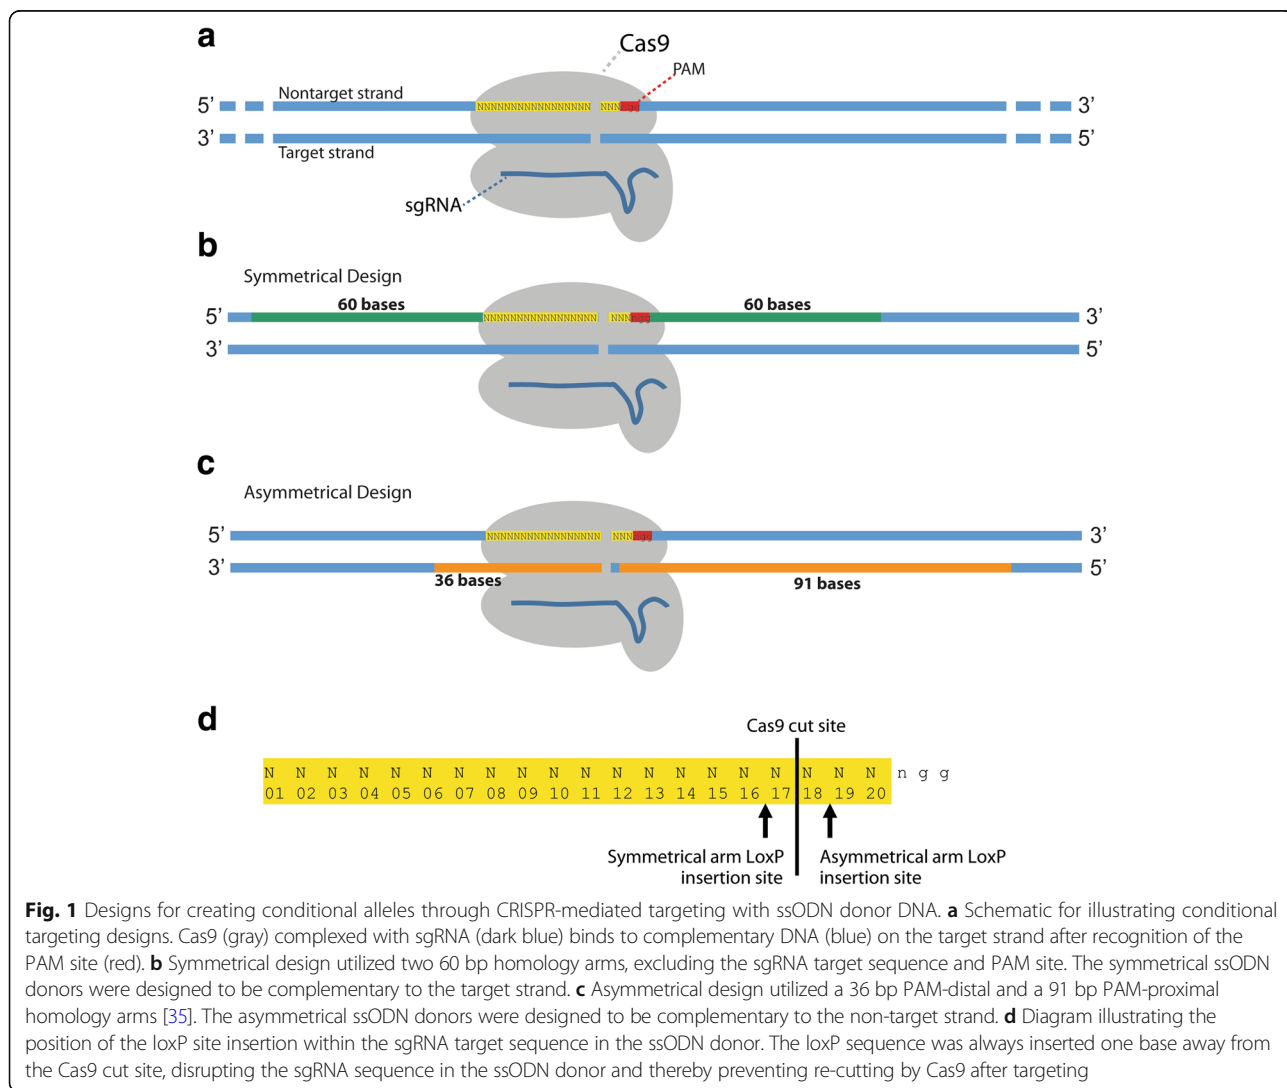 a
Cas9
PAM
Nontarget strand
5’ NNNNNNNNNNNNNNNNN NNNngg 3’
3’ 5’
Target strand
sgRNA
b
Symmetrical Design
60 bases 60 bases
5’ NNNNNNNNNNNNNNNNN NNNngg 3’
3’ 5’
c
Asymmetrical Design
5’ NNNNNNNNNNNNNNNNN NNNngg 3’
3’ 5’
36 bases 91 bases
d
Cas9 cut site
N N N N N N N N N N N N N N N N N N N N n g g
01 02 03 04 05 06 07 08 09 10 11 12 13 14 15 16 17 18 19 20
Symmetrical arm LoxP Asymmetrical arm LoxP
insertion site insertion site
Fig. 1 Designs for creating conditional alleles through CRISPR-mediated targeting with ssODN donor DNA. a Schematic for illustrating conditional
targeting designs. Cas9 (gray) complexed with sgRNA (dark blue) binds to complementary DNA (blue) on the target strand after recognition of the
PAM site (red). b Symmetrical design utilized two 60 bp homology arms, excluding the sgRNA target sequence and PAM site. The symmetrical ssODN
donors were designed to be complementary to the target strand. c Asymmetrical design utilized a 36 bp PAM-distal and a 91 bp PAM-proximal
homology arms [35]. The asymmetrical ssODN donors were designed to be complementary to the non-target strand. d Diagram illustrating the
position of the loxP site insertion within the sgRNA target sequence in the ssODN donor. The loxP sequence was always inserted one base away from
the Cas9 cut site, disrupting the sgRNA sequence in the ssODN donor and thereby preventing re-cutting by Cas9 after targeting